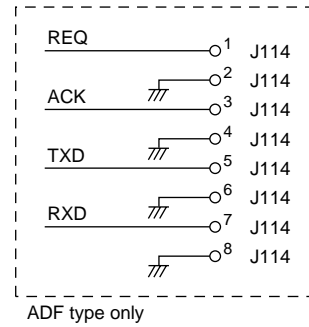 REQ 1 J114
2 J114
ACK 3 J114
4 J114
TXD 5 J114
6 J114
RXD 7 J114
8 J114
ADF type only